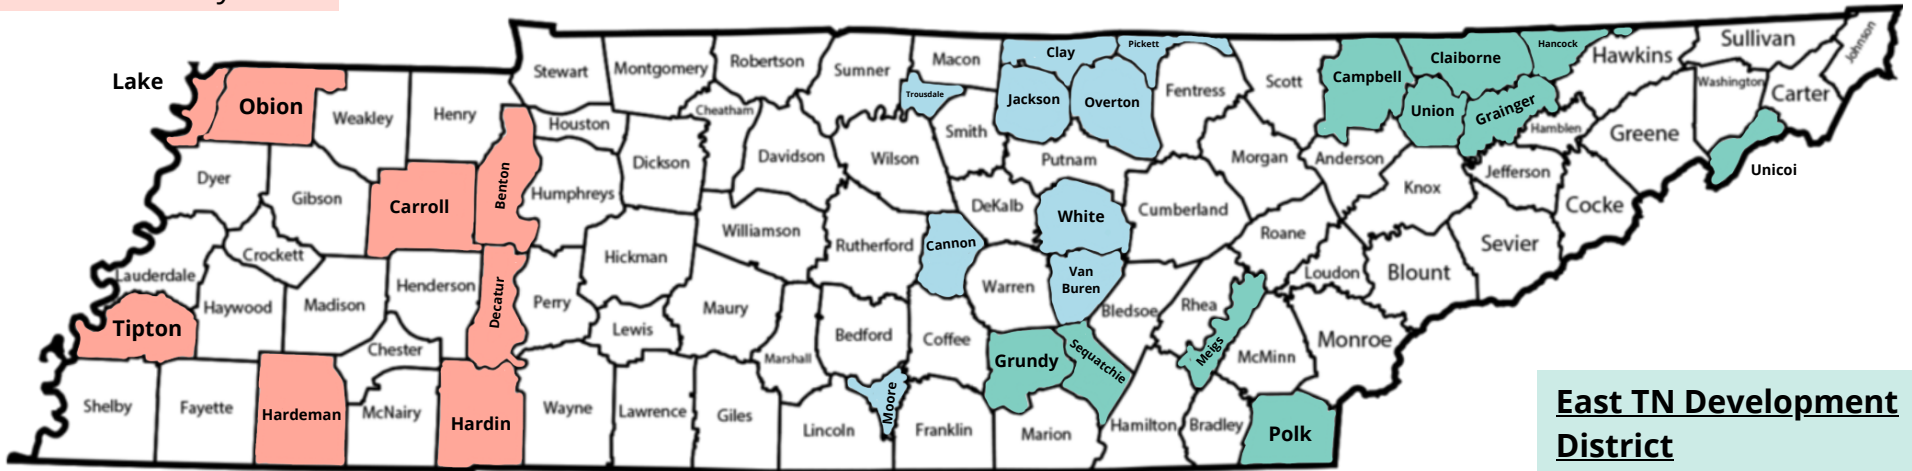 Lake
Obion
Weakley
Henry
Stewart
Montgomery
Robertson
Sumner
Macon
Clay
Pickett
Trousdale
Jackson
Overton
Fentress
Scott
Campbell
Claiborne
Hancock
Hawkins
Sullivan
Johnson
Washington
Carter
Unicoi
Greene
Hamblen
Grainger
Union
Anderson
Morgan
Putnam
Smith
Wilson
Davidson
Cheatham
Dickson
Houston
Humphreys
Benton
Carroll
Gibson
Dyer
Crockett
Lauderdale
Haywood
Madison
Henderson
Decatur
Perry
Hickman
Williamson
Rutherford
Cannon
DeKalb
White
Cumberland
Roane
Knox
Jefferson
Cocke
Sevier
Blount
Loudon
Monroe
McMinn
Meigs
Rhea
Bledsoe
Van
Buren
Warren
Coffee
Bedford
Marshall
Maury
Lewis
Chester
Tipton
Shelby
Fayette
Hardeman
McNairy
Hardin
Wayne
Lawrence
Giles
Lincoln
Moore
Franklin
Grundy
Sequatchie
Marion
Hamilton
Bradley
Polk
East TN Development
District